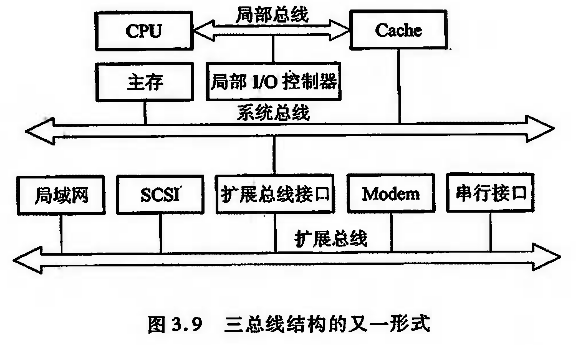 局部总线
CPU
Cache
主存
局部 I/O 控制器
系统总线
局域网
SCSI
扩展总线接口
Modem
串行接口
扩展总线
图 3.9 三总线结构的又一形式